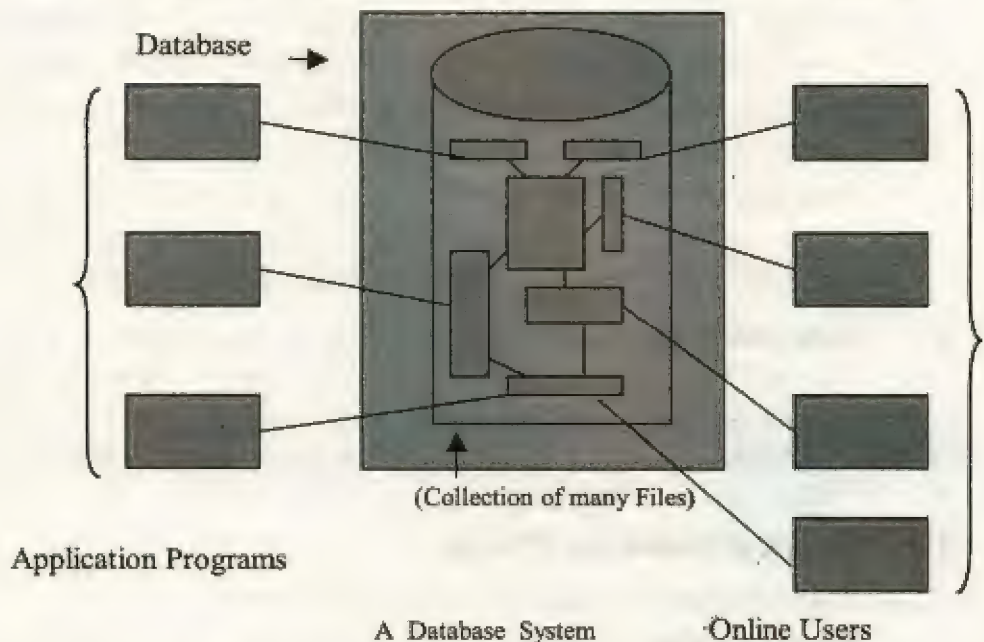 Database
(Collection of many Files)
Application Programs
A Database System
Online Users